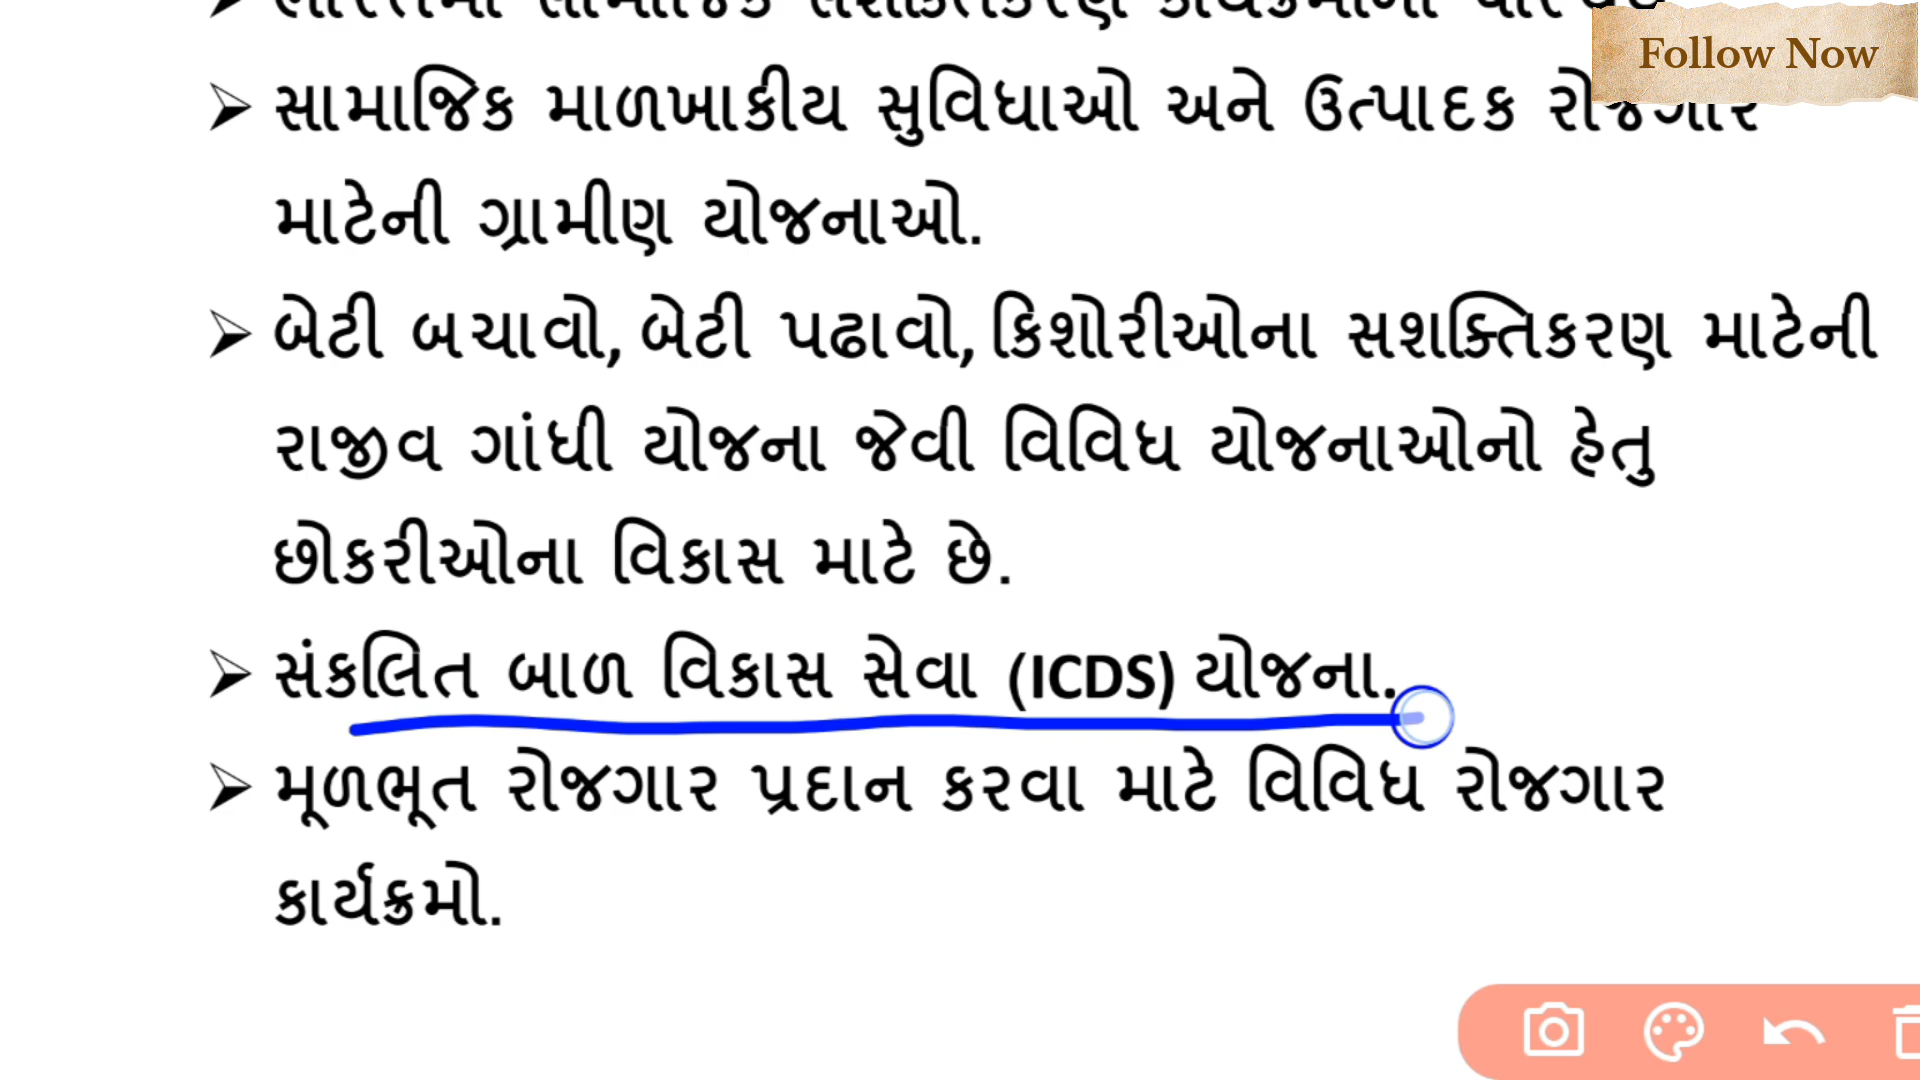 Follow Now
સામાજિક માળખાકીય સુવિધાઓ અને ઉત્પાદક રોજગાર
માટેની ગ્રામીણ યોજનાઓ.
બેટી બચાવો, બેટી પઢાવો, કિશોરીઓના સશક્તિકરણ માટેની
રાજીવ ગાંધી યોજના જેવી વિવિધ યોજનાઓનો હેતુ
છોકરીઓના વિકાસ માટે છે.
સંકલિત બાળ વિકાસ સેવા (ICDS) યોજના.
મૂળભૂત રોજગાર પ્રદાન કરવા માટે વિવિધ રોજગાર
કાર્યક્રમો.